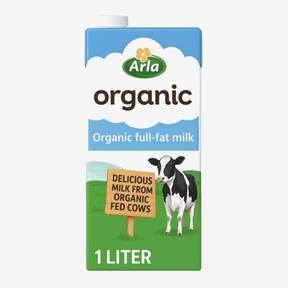 Arla
organic
Organic full-fat milk
DELICIOUS
MILK FROM
ORGANIC
FED COWS
1 LITER